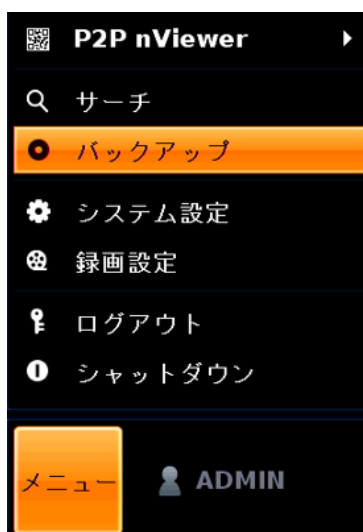 P2P nViewer
サーチ
バックアップ
システム設定
録画設定
ログアウト
シャットダウン
メニュー ADMIN